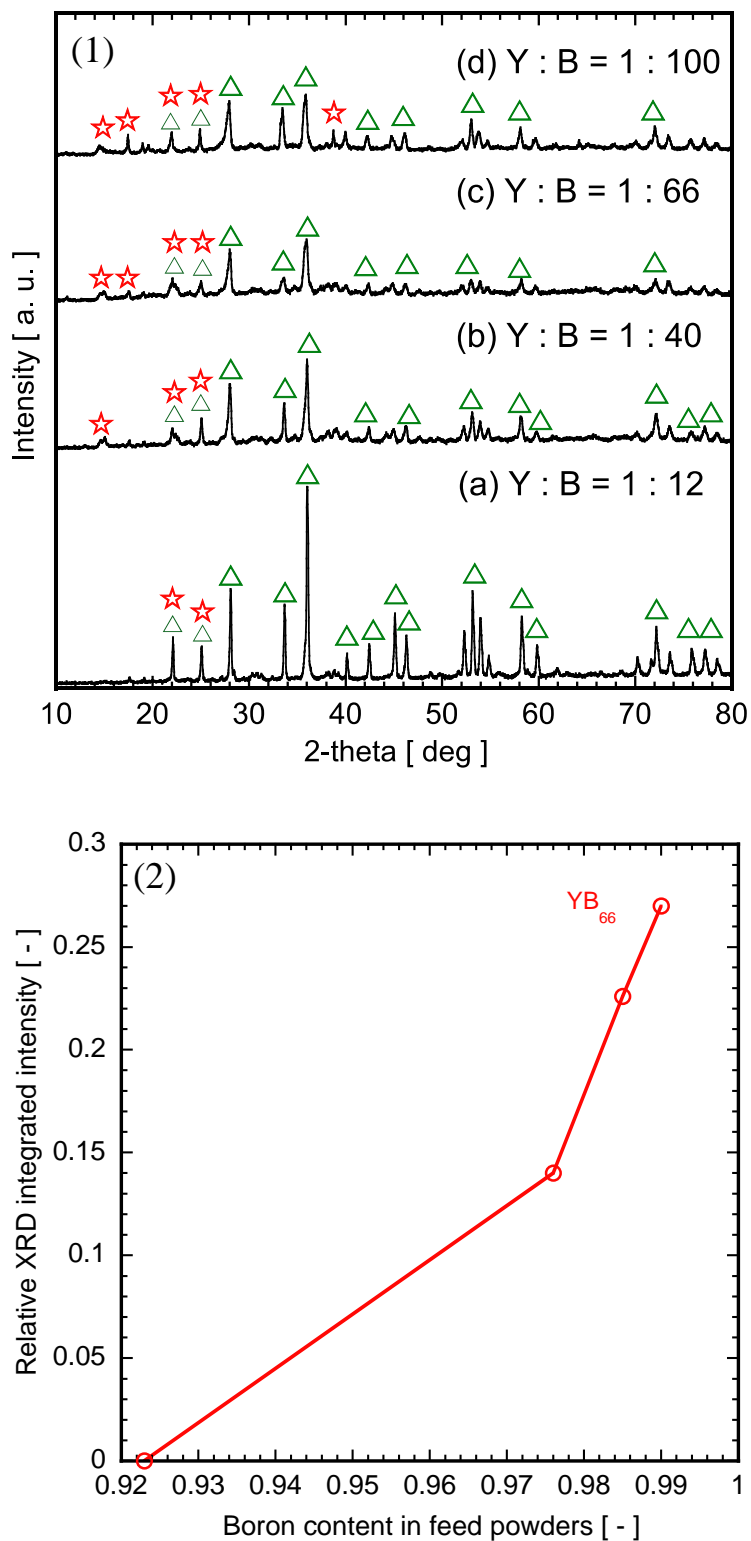 (1)
(d) Y : B = 1 : 100
(c) Y : B = 1 : 66
(b) Y : B = 1 : 40
(a) Y : B = 1 : 12
Intensity [ a. u. ]
10 20 30 40 50 60 70 80
2-theta [ deg ]
(2)
YB66
Relative XRD integrated intensity [ - ]
0.3
0.25
0.2
0.15
0.1
0.05
0
0.92 0.93 0.94 0.95 0.96 0.97 0.98 0.99 1
Boron content in feed powders [ - ]